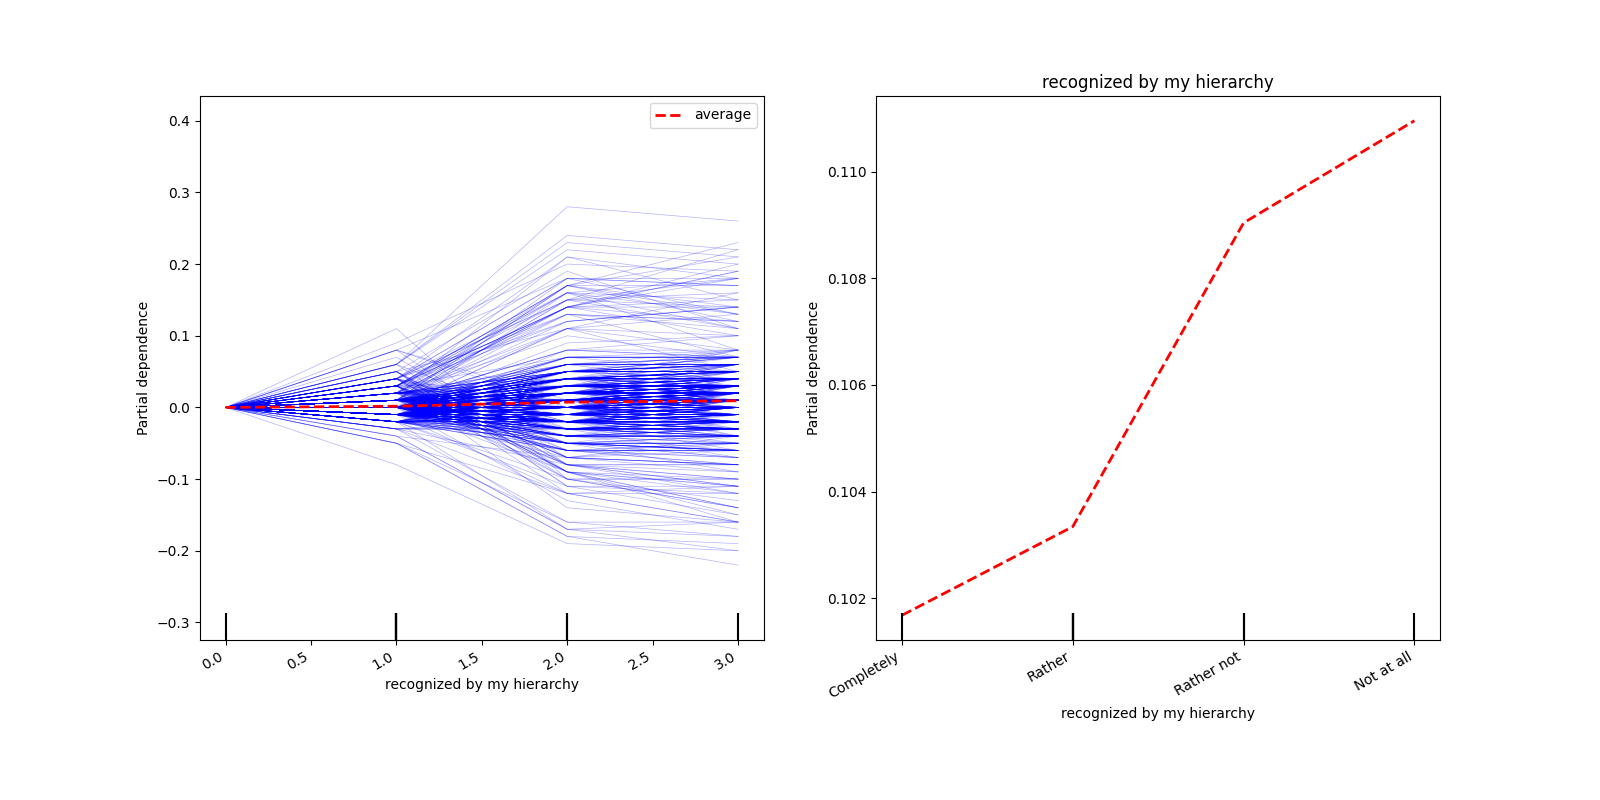 average
0.4
0.3
0.2
0.1
0.0
−0.1
−0.2
−0.3
Partial dependence
0.0
0.5
1.0
1.5
2.0
2.5
3.0
recognized by my hierarchy
recognized by my hierarchy
0.110
0.108
0.106
0.104
0.102
Partial dependence
Completely
Rather
Rather not
Not at all
recognized by my hierarchy